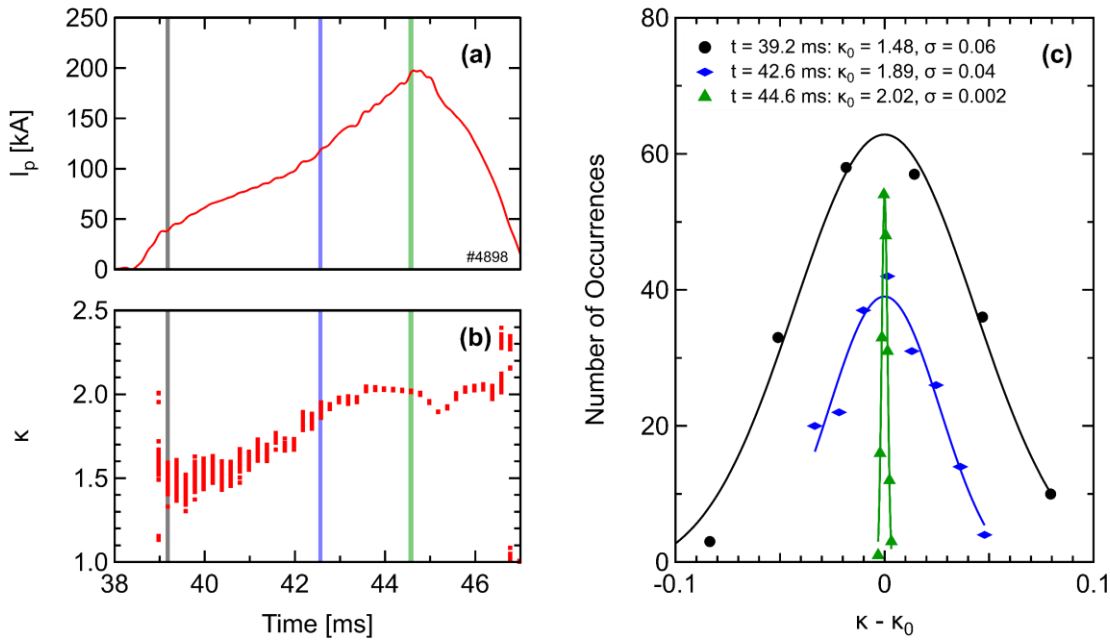 (a)
250
200
150
100
50
0
I_p [kA]
#4898
(b)
2.5
2.0
1.5
1.0
κ
38 40 42 44 46
Time [ms]
(c)
t = 39.2 ms: κ₀ = 1.48, σ = 0.06
t = 42.6 ms: κ₀ = 1.89, σ = 0.04
t = 44.6 ms: κ₀ = 2.02, σ = 0.002
80
60
40
20
0
Number of Occurrences
-0.1 0 0.1
κ - κ₀